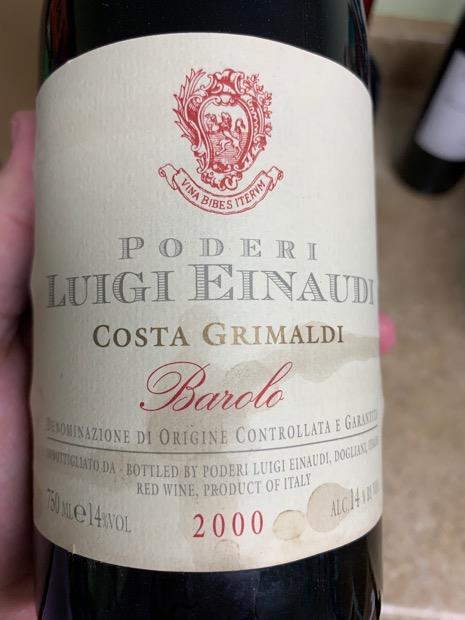 VINA BIBES ITERVM
PODERI
LUIGI EINAUDI
COSTA GRIMALDI
Barolo
DENOMINAZIONE DI ORIGINE CONTROLLATA E GARANTITA
IMBOTTIGLIATO DA - BOTTLED BY PODERI LUIGI EINAUDI, DOGLIANI, ITALIA
RED WINE, PRODUCT OF ITALY
750 ML e 14%VOL
2000
ALC. 14% BY VOL.